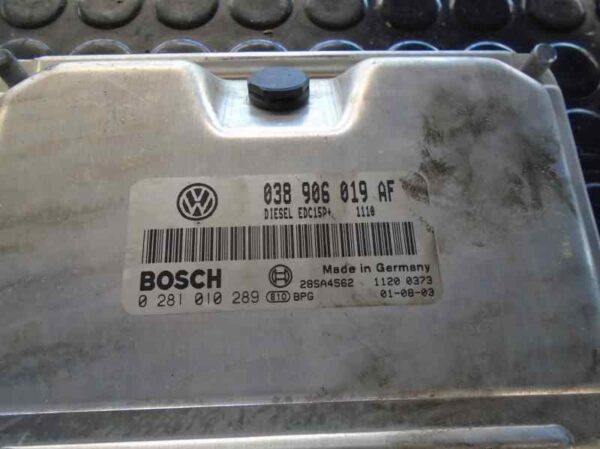 038 906 019 AF
DIESEL EDC15P+ 1110
BOSCH
Made in Germany
28SA4562 1120 0373
0 281 010 289 810 BPG 01-08-03